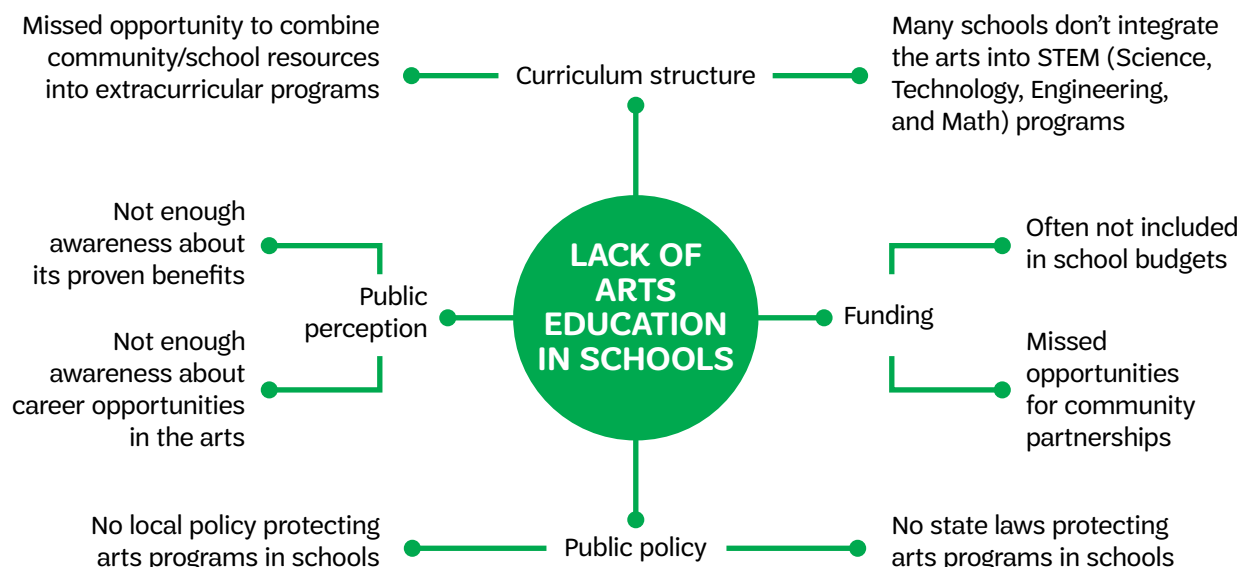 Missed opportunity to combine
community/school resources
into extracurricular programs
Curriculum structure
Many schools don’t integrate
the arts into STEM (Science,
Technology, Engineering,
and Math) programs
Not enough
awareness about
its proven benefits
Public
perception
Not enough
awareness about
career opportunities
in the arts
LACK OF
ARTS
EDUCATION
IN SCHOOLS
Funding
Often not included
in school budgets
Missed
opportunities
for community
partnerships
No local policy protecting
arts programs in schools
Public policy
No state laws protecting
arts programs in schools